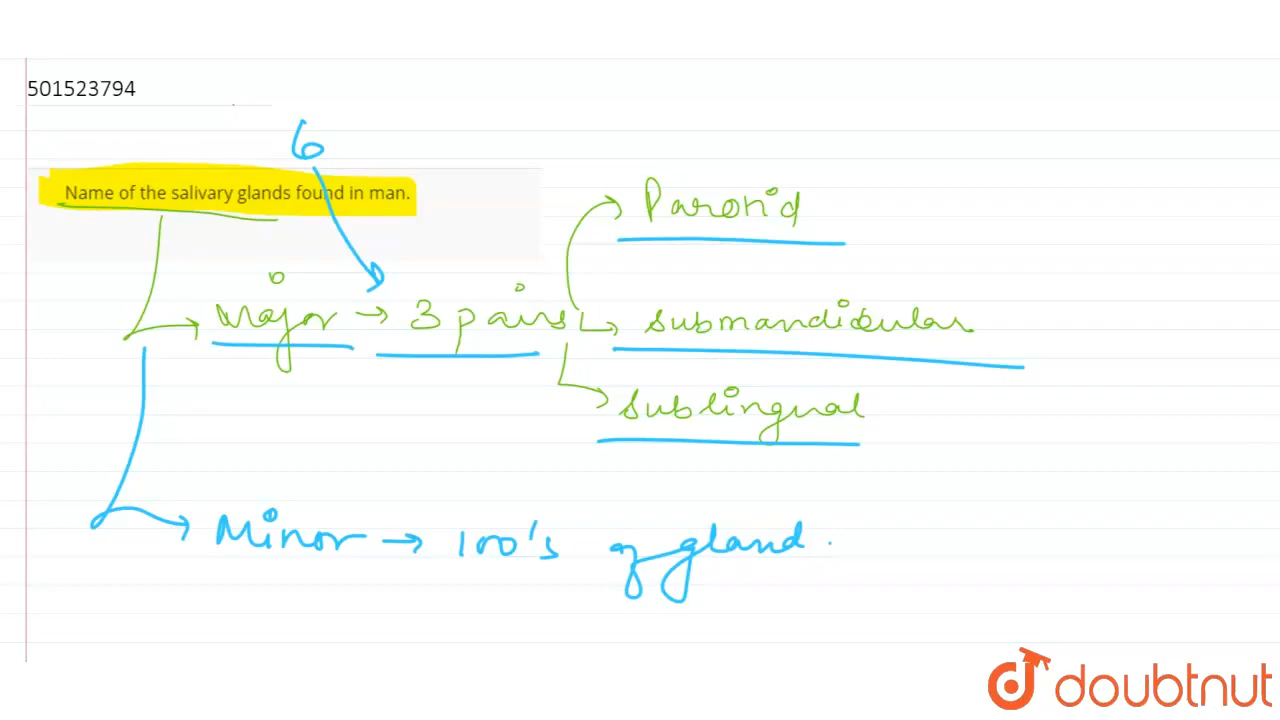 501523794
6
Name of the salivary glands found in man.
Parotid
Major → 3 pairs → submandibular
sublingual
Minor → 100's of gland.
doubtnut